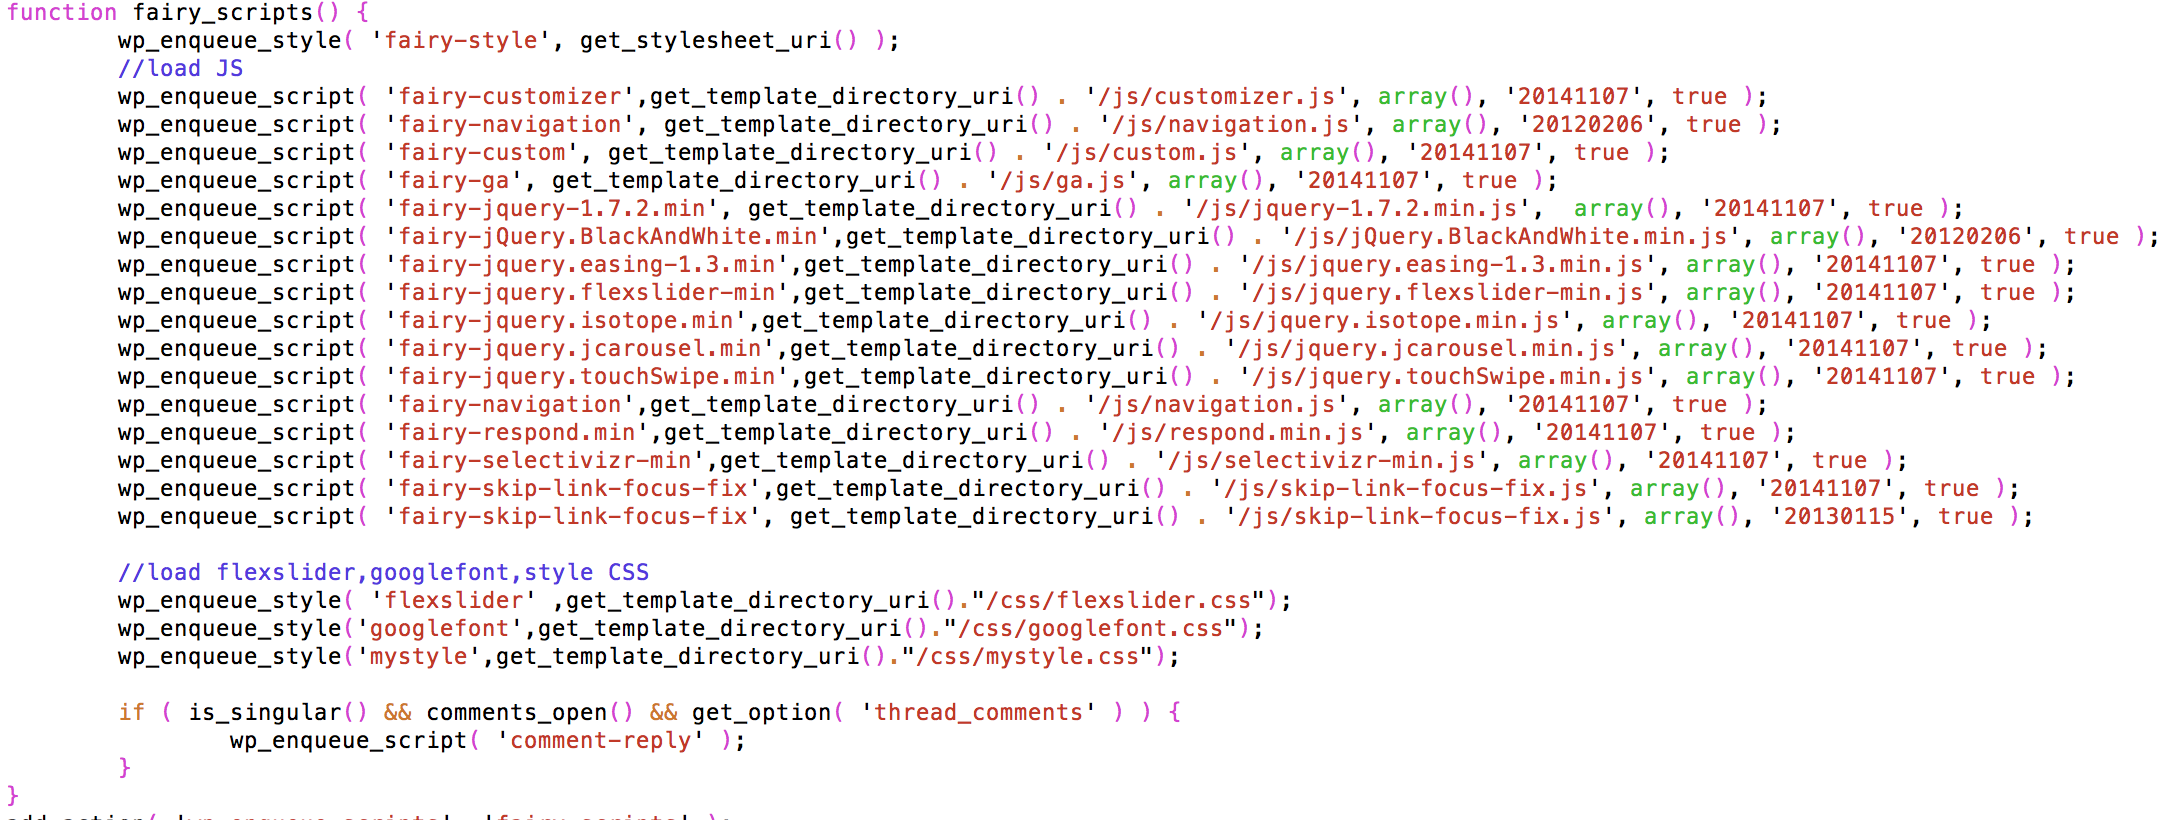 function fairy_scripts() {
wp_enqueue_style( 'fairy-style', get_stylesheet_uri() );
//load JS
wp_enqueue_script( 'fairy-customizer',get_template_directory_uri() . '/js/customizer.js', array(), '20141107', true );
wp_enqueue_script( 'fairy-navigation', get_template_directory_uri() . '/js/navigation.js', array(), '20120206', true );
wp_enqueue_script( 'fairy-custom', get_template_directory_uri() . '/js/custom.js', array(), '20141107', true );
wp_enqueue_script( 'fairy-ga', get_template_directory_uri() . '/js/ga.js', array(), '20141107', true );
wp_enqueue_script( 'fairy-jquery-1.7.2.min', get_template_directory_uri() . '/js/jquery-1.7.2.min.js',  array(), '20141107', true );
wp_enqueue_script( 'fairy-jQuery.BlackAndWhite.min',get_template_directory_uri() . '/js/jQuery.BlackAndWhite.min.js', array(), '20120206', true );
wp_enqueue_script( 'fairy-jquery.easing-1.3.min',get_template_directory_uri() . '/js/jquery.easing-1.3.min.js', array(), '20141107', true );
wp_enqueue_script( 'fairy-jquery.flexslider-min',get_template_directory_uri() . '/js/jquery.flexslider-min.js', array(), '20141107', true );
wp_enqueue_script( 'fairy-jquery.isotope.min',get_template_directory_uri() . '/js/jquery.isotope.min.js', array(), '20141107', true );
wp_enqueue_script( 'fairy-jquery.jcarousel.min',get_template_directory_uri() . '/js/jquery.jcarousel.min.js', array(), '20141107', true );
wp_enqueue_script( 'fairy-jquery.touchSwipe.min',get_template_directory_uri() . '/js/jquery.touchSwipe.min.js', array(), '20141107', true );
wp_enqueue_script( 'fairy-navigation',get_template_directory_uri() . '/js/navigation.js', array(), '20141107', true );
wp_enqueue_script( 'fairy-respond.min',get_template_directory_uri() . '/js/respond.min.js', array(), '20141107', true );
wp_enqueue_script( 'fairy-selectivizr-min',get_template_directory_uri() . '/js/selectivizr-min.js', array(), '20141107', true );
wp_enqueue_script( 'fairy-skip-link-focus-fix',get_template_directory_uri() . '/js/skip-link-focus-fix.js', array(), '20141107', true );
wp_enqueue_script( 'fairy-skip-link-focus-fix', get_template_directory_uri() . '/js/skip-link-focus-fix.js', array(), '20130115', true );
//load flexslider,googlefont,style CSS
wp_enqueue_style( 'flexslider' ,get_template_directory_uri()."/css/flexslider.css");
wp_enqueue_style('googlefont',get_template_directory_uri()."/css/googlefont.css");
wp_enqueue_style('mystyle',get_template_directory_uri()."/css/mystyle.css");
if ( is_singular() && comments_open() && get_option( 'thread_comments' ) ) {
wp_enqueue_script( 'comment-reply' );
}
}